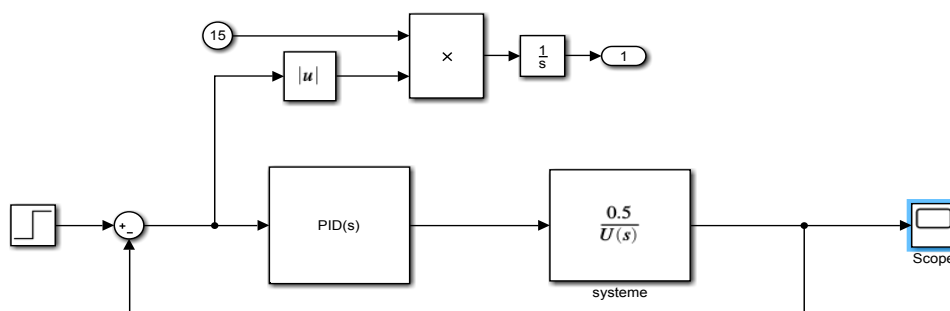 15
×
1
s
1
|u|
+
−
PID(s)
0.5
U(s)
systeme
Scope